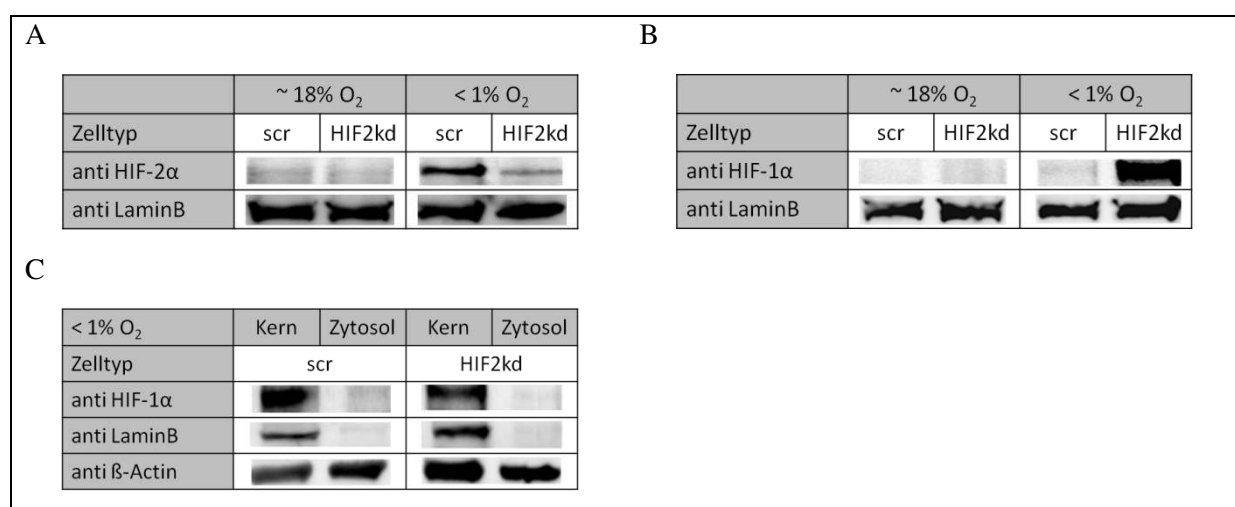 A
~ 18% O₂ < 1% O₂
Zelltyp scr HIF2kd scr HIF2kd
anti HIF-2α
anti LaminB
B
~ 18% O₂ < 1% O₂
Zelltyp scr HIF2kd scr HIF2kd
anti HIF-1α
anti LaminB
C
< 1% O₂ Kern Zytosol Kern Zytosol
Zelltyp scr HIF2kd
anti HIF-1α
anti LaminB
anti ß-Actin